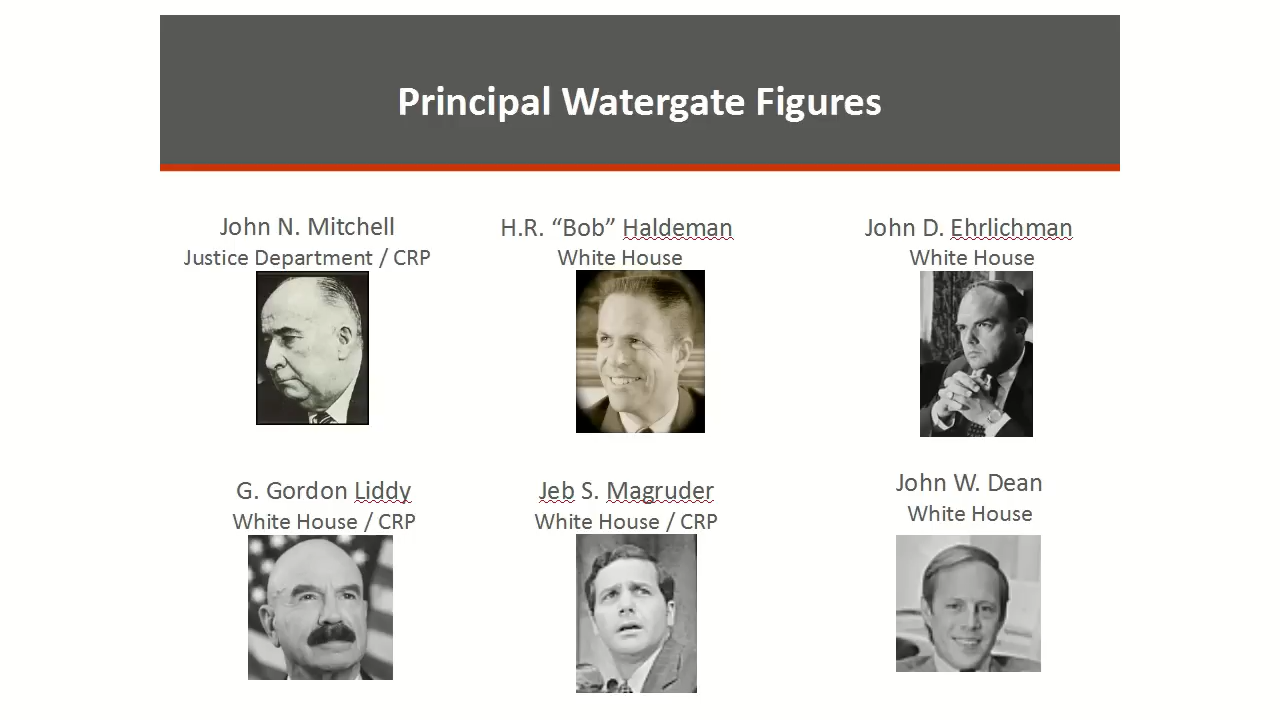 Principal Watergate Figures
John N. Mitchell
Justice Department / CRP
H.R. “Bob” Haldeman
White House
John D. Ehrlichman
White House
G. Gordon Liddy
White House / CRP
Jeb S. Magruder
White House / CRP
John W. Dean
White House